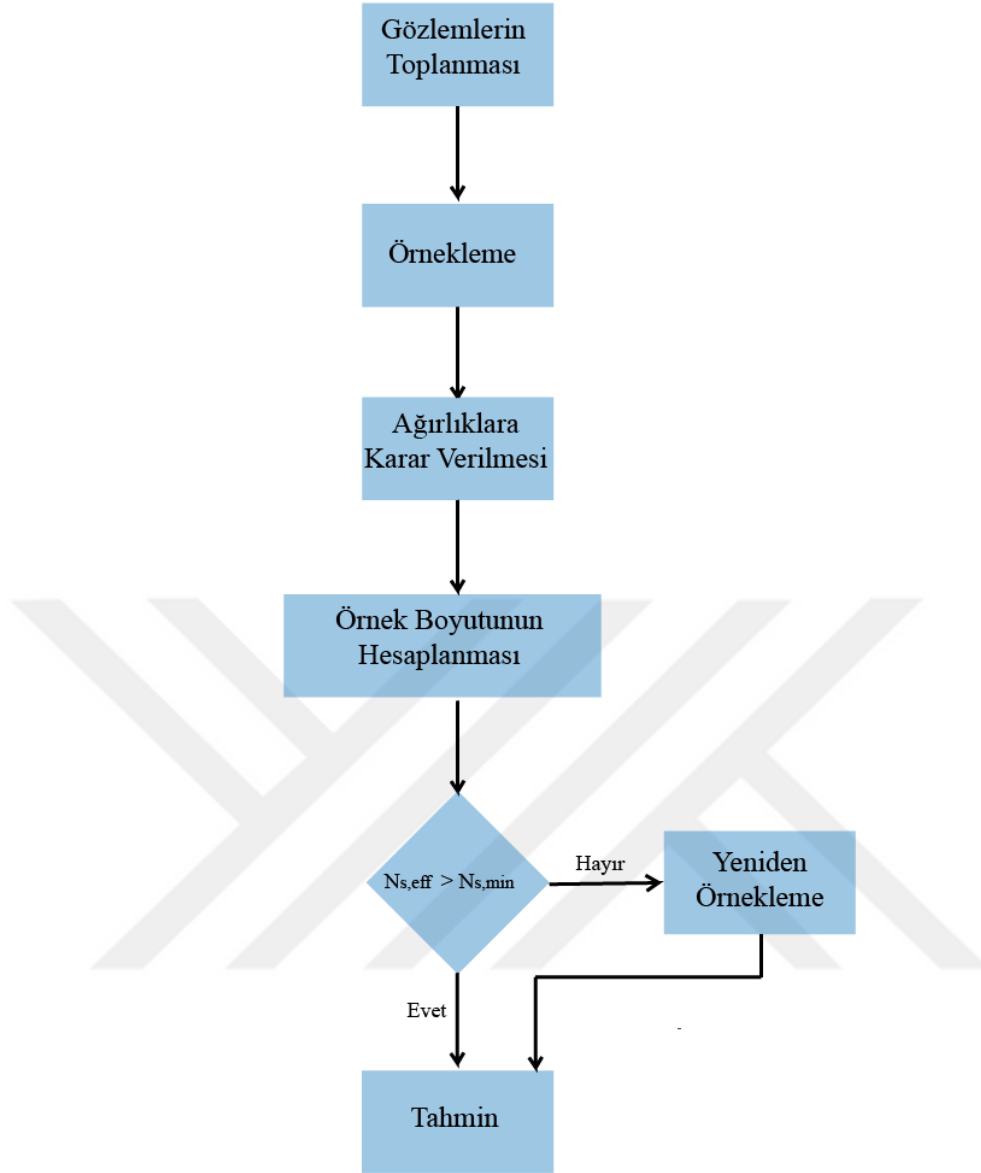 Gözlemlerin
Toplanması
Örnekleme
Ağırlıklara
Karar Verilmesi
Örnek Boyutunun
Hesaplanması
Ns,eff > Ns,min
Hayır
Yeniden
Örnekleme
Evet
Tahmin